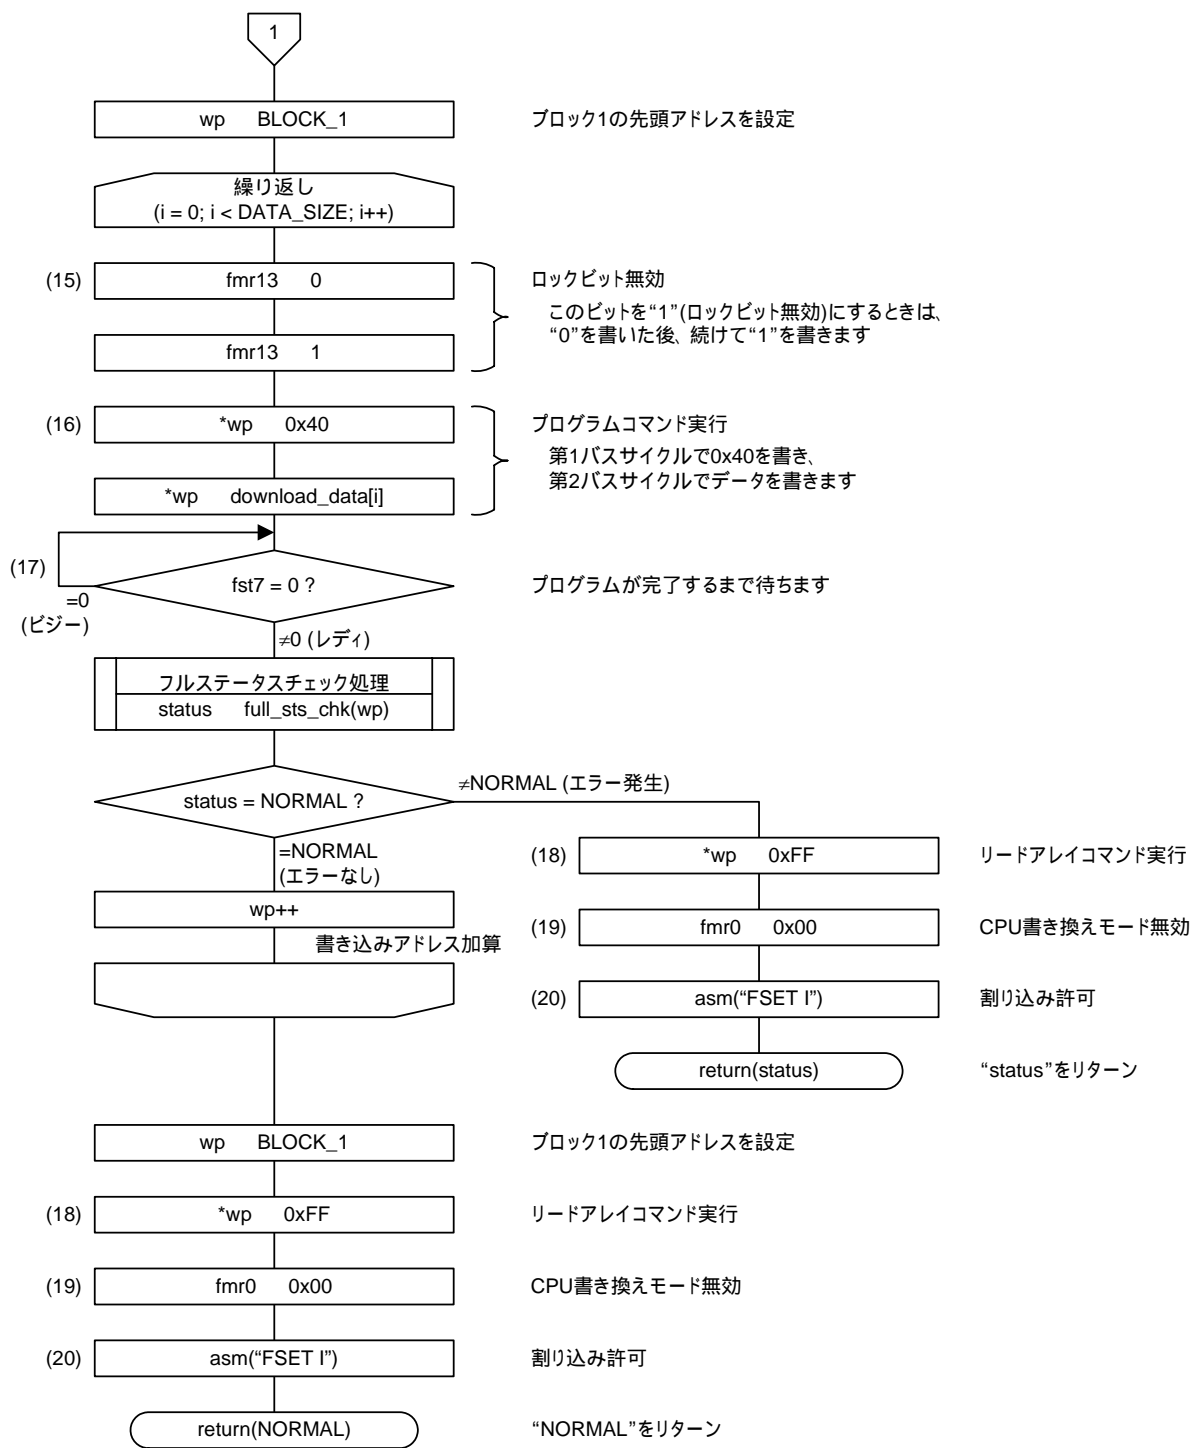 1
wp BLOCK_1 ブロック1の先頭アドレスを設定
繰り返し
(i = 0; i < DATA_SIZE; i++)
(15) fmr13 0 ロックビット無効
このビットを“1”(ロックビット無効)にするときは、
“0”を書いた後、続けて“1”を書きます
fmr13 1
(16) *wp 0x40 プログラムコマンド実行
第1バスサイクルで0x40を書き、
第2バスサイクルでデータを書きます
*wp download_data[i]
(17)
fst7 = 0 ? プログラムが完了するまで待ちます
=0
(ビジー)
≠0 (レディ)
フルステータスチェック処理
status full_sts_chk(wp)
status = NORMAL ?
≠NORMAL (エラー発生)
=NORMAL
(エラーなし)
wp++
書き込みアドレス加算
(18) *wp 0xFF リードアレイコマンド実行
(19) fmr0 0x00 CPU書き換えモード無効
(20) asm(“FSET I”) 割り込み許可
return(status) “status”をリターン
wp BLOCK_1 ブロック1の先頭アドレスを設定
(18) *wp 0xFF リードアレイコマンド実行
(19) fmr0 0x00 CPU書き換えモード無効
(20) asm(“FSET I”) 割り込み許可
return(NORMAL) “NORMAL”をリターン